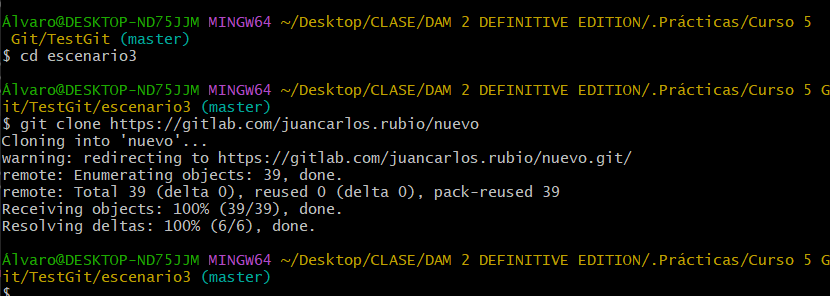 Álvaro@DESKTOP-ND75JJM MINGW64 ~/Desktop/CLASE/DAM 2 DEFINITIVE EDITION/.Prácticas/Curso 5
 Git/TestGit (master)
$ cd escenario3
Álvaro@DESKTOP-ND75JJM MINGW64 ~/Desktop/CLASE/DAM 2 DEFINITIVE EDITION/.Prácticas/Curso 5 G
it/TestGit/escenario3 (master)
$ git clone https://gitlab.com/juancarlos.rubio/nuevo
Cloning into 'nuevo'...
warning: redirecting to https://gitlab.com/juancarlos.rubio/nuevo.git/
remote: Enumerating objects: 39, done.
remote: Total 39 (delta 0), reused 0 (delta 0), pack-reused 39
Receiving objects: 100% (39/39), done.
Resolving deltas: 100% (6/6), done.
Álvaro@DESKTOP-ND75JJM MINGW64 ~/Desktop/CLASE/DAM 2 DEFINITIVE EDITION/.Prácticas/Curso 5 G
it/TestGit/escenario3 (master)
$